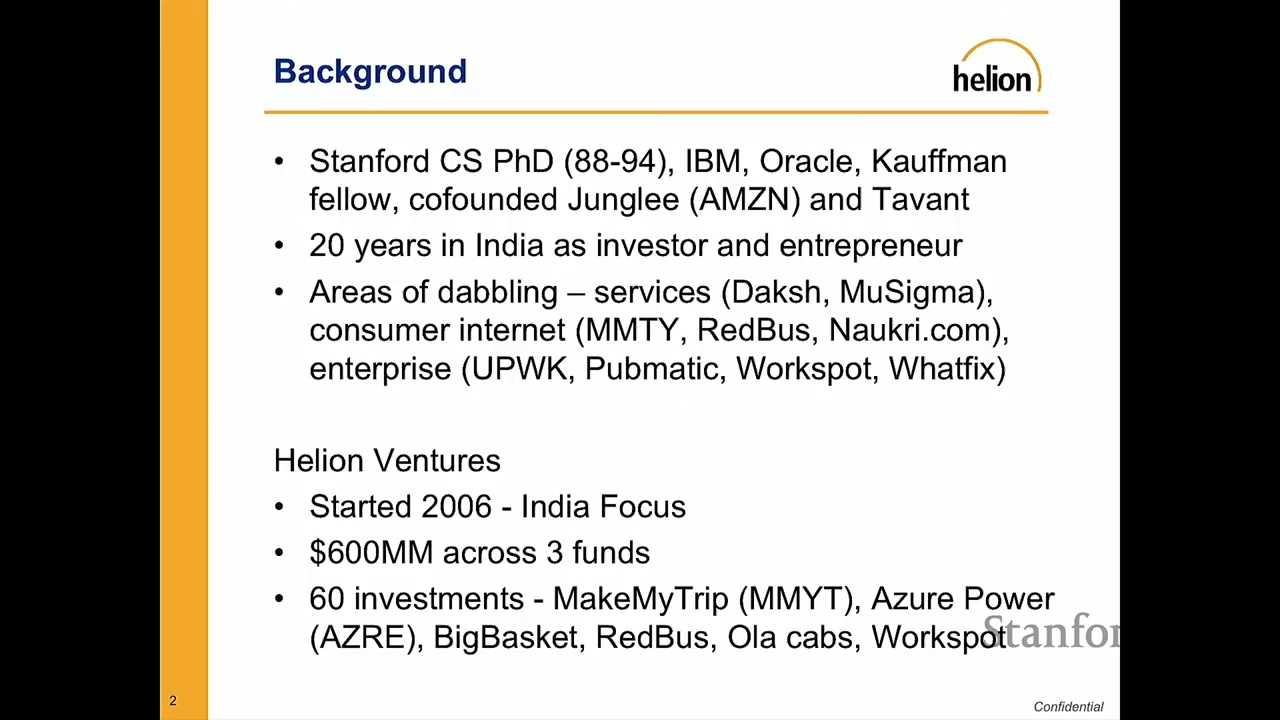 Background
helion
• Stanford CS PhD (88-94), IBM, Oracle, Kauffman
fellow, cofounded Junglee (AMZN) and Tavant
• 20 years in India as investor and entrepreneur
• Areas of dabbling – services (Daksh, MuSigma),
consumer internet (MMTY, RedBus, Naukri.com),
enterprise (UPWK, Pubmatic, Workspot, Whatfix)
Helion Ventures
• Started 2006 - India Focus
• $600MM across 3 funds
• 60 investments - MakeMyTrip (MMYT), Azure Power
(AZRE), BigBasket, RedBus, Ola cabs, Workspot
Stanfor
2
Confidential